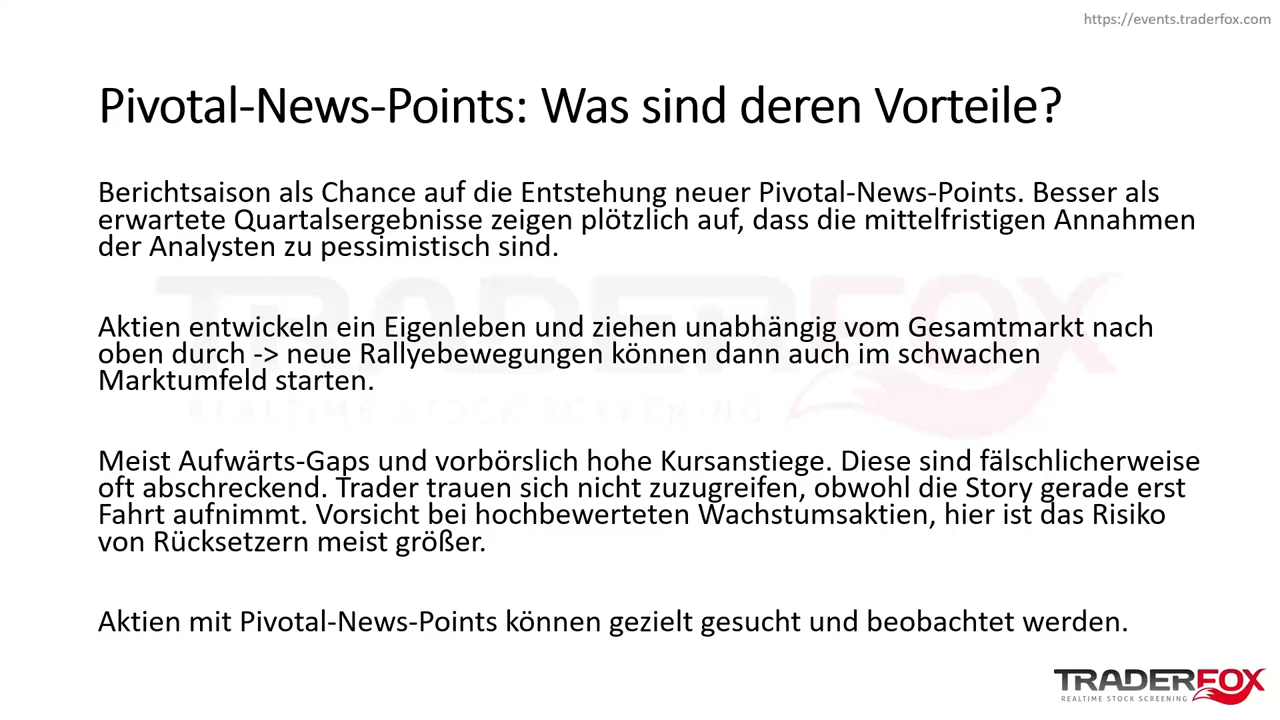 https://events.traderfox.com
Pivotal-News-Points: Was sind deren Vorteile?
Berichtsaison als Chance auf die Entstehung neuer Pivotal-News-Points. Besser als
erwartete Quartalsergebnisse zeigen plötzlich auf, dass die mittelfristigen Annahmen
der Analysten zu pessimistisch sind.
Aktien entwickeln ein Eigenleben und ziehen unabhängig vom Gesamtmarkt nach
oben durch -> neue Rallyebewegungen können dann auch im schwachen
Marktumfeld starten.
Meist Aufwärts-Gaps und vorbörslich hohe Kursanstiege. Diese sind fälschlicherweise
oft abschreckend. Trader trauen sich nicht zuzugreifen, obwohl die Story gerade erst
Fahrt aufnimmt. Vorsicht bei hochbewerteten Wachstumsaktien, hier ist das Risiko
von Rücksetzern meist größer.
Aktien mit Pivotal-News-Points können gezielt gesucht und beobachtet werden.
TRADERFOX
REALTIME STOCK SCREENING
TRADERFOX
REALTIME STOCK SCREENING